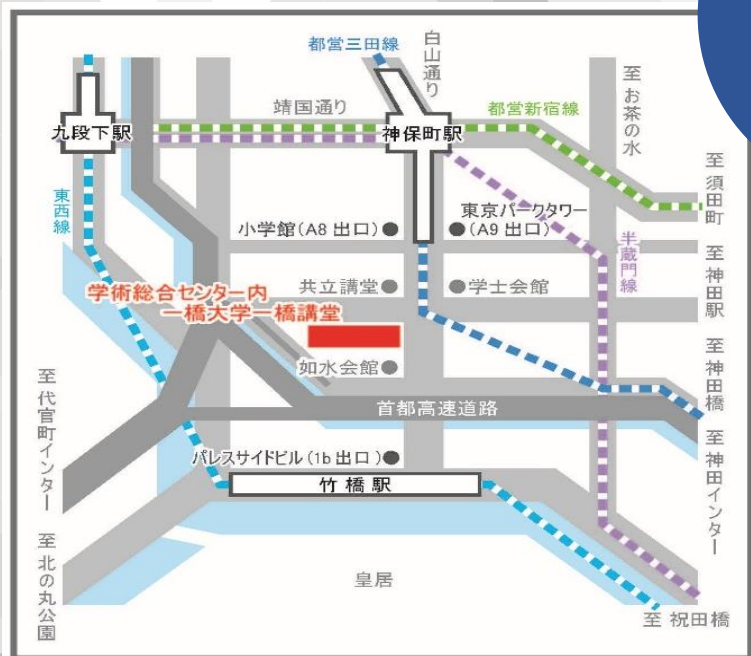 都営三田線
白山通り
靖国通り
都営新宿線
至お茶の水
九段下駅
神保町駅
至須田町
東西線
小学館（A8 出口）
東京パークタワー
（A9 出口）
半蔵門線
至神田駅
学術総合センター内
一橋大学一橋講堂
共立講堂
学士会館
如水会館
至神田橋
至代官町インター
首都高速道路
パレスサイドビル（1b 出口）
至神田インター
竹橋駅
至北の丸公園
皇居
至 祝田橋